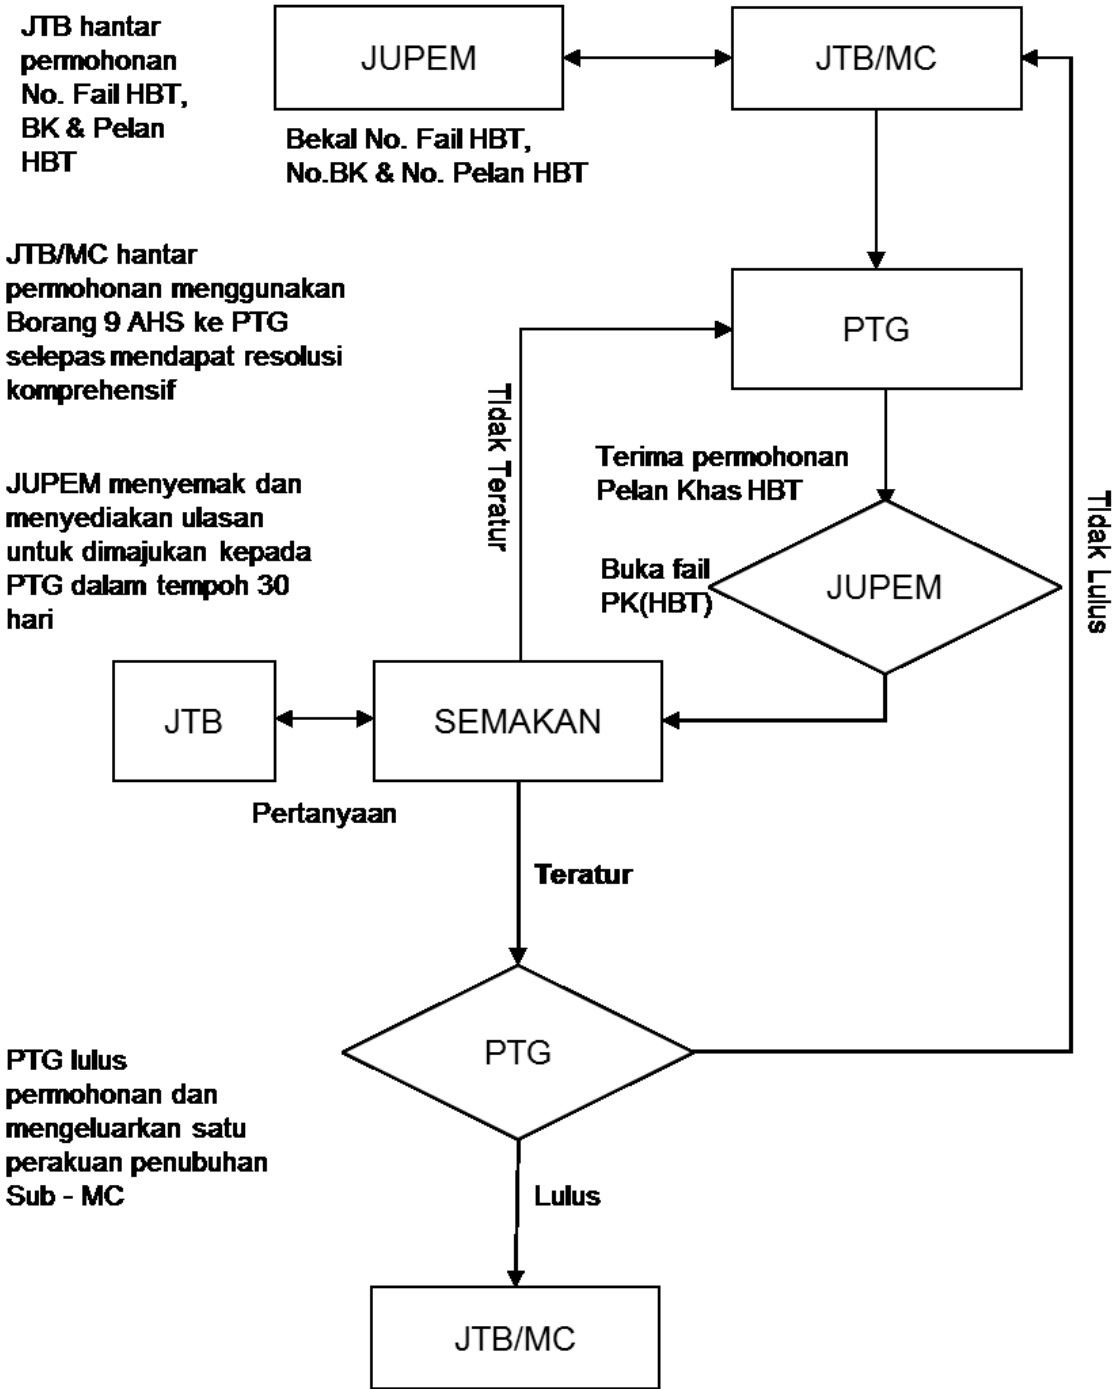 JTB hantar
permohonan
No. Fail HBT,
BK & Pelan
HBT
JUPEM
JTB/MC
Bekal No. Fail HBT,
No.BK & No. Pelan HBT
JTB/MC hantar
permohonan menggunakan
Borang 9 AHS ke PTG
selepas mendapat resolusi
komprehensif
PTG
Tidak Teratur
Terima permohonan
Pelan Khas HBT
JUPEM menyemak dan
menyediakan ulasan
untuk dimajukan kepada
PTG dalam tempoh 30
hari
Buka fail
PK(HBT)
JUPEM
Tidak Lulus
JTB
SEMAKAN
Pertanyaan
Teratur
PTG
PTG lulus
permohonan dan
mengeluarkan satu
perakuan penubuhan
Sub - MC
Lulus
JTB/MC